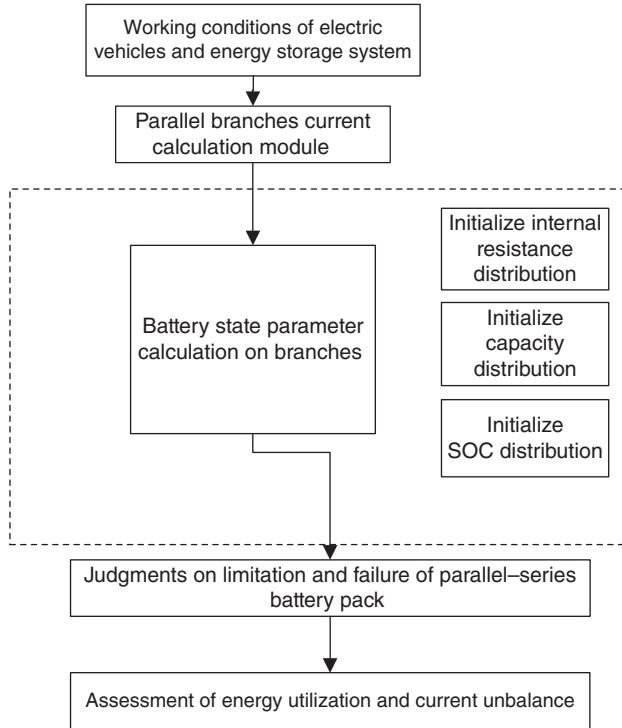 Working conditions of electric
vehicles and energy storage system
Parallel branches current
calculation module
Battery state parameter
calculation on branches
Initialize internal
resistance
distribution
Initialize
capacity
distribution
Initialize
SOC distribution
Judgments on limitation and failure of parallel–series
battery pack
Assessment of energy utilization and current unbalance